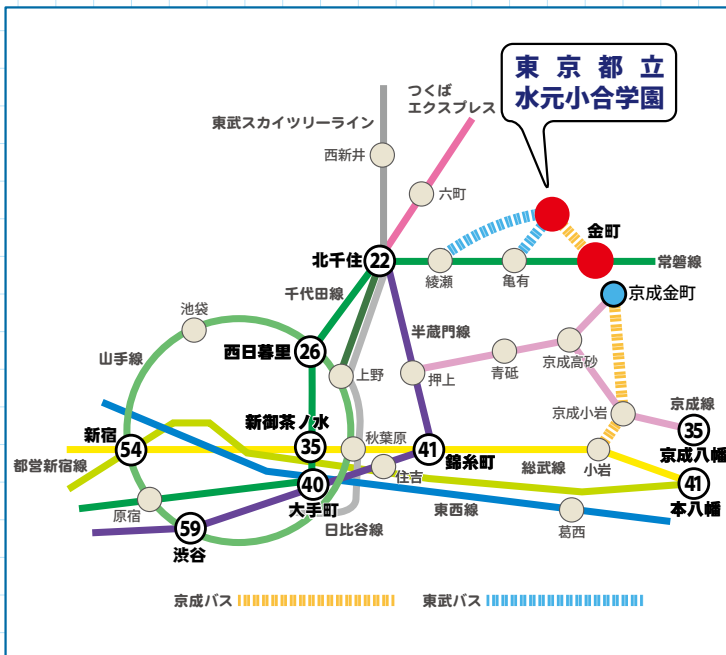 東京都立
水元小合学園
つくば
エクスプレス
東武スカイツリーライン
西新井
六町
金町
北千住
22
綾瀬
亀有
常磐線
千代田線
京成金町
池袋
半蔵門線
山手線
西日暮里
26
上野
押上
青砥
京成高砂
京成小岩
京成線
35
京成八幡
新御茶ノ水
35
秋葉原
新宿
54
41
錦糸町
都営新宿線
総武線
小岩
住吉
40
大手町
41
本八幡
原宿
東西線
日比谷線
葛西
59
渋谷
京成バス
東武バス